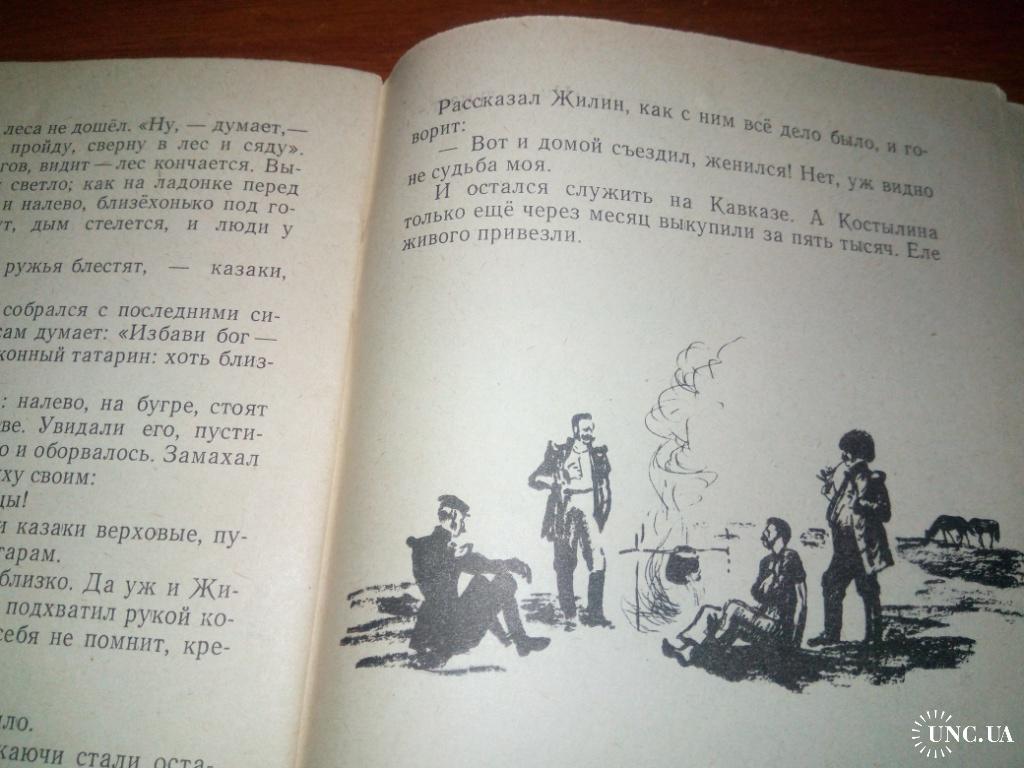 леса не дошёл. «Ну, — думает,—
пройду, сверну в лес и сяду».
гов, видит — лес кончается. Вы-
светло; как на ладонке перед
и налево, близёхонько под го-
ут, дым стелется, и люди у
ружья блестят, — казаки,
собрался с последними си-
сам думает: «Избави бог —
конный татарин: хоть близ-
: налево, на бугре, стоят
еве. Увидали его, пусти-
о и оборвалось. Замахал
уху своим:
цы!
и казаки верховые, пу-
тарам.
близко. Да уж и Жи-
подхватил рукой ко-
себя не помнит, кре-
ило.
каючи стали оста-
Рассказал Жилин, как с ним всё дело было, и го-
ворит:
— Вот и домой съездил, женился! Нет, уж видно
не судьба моя.
И остался служить на Кавказе. А Костылина
только ещё через месяц выкупили за пять тысяч. Еле
живого привезли.
UNC.UA